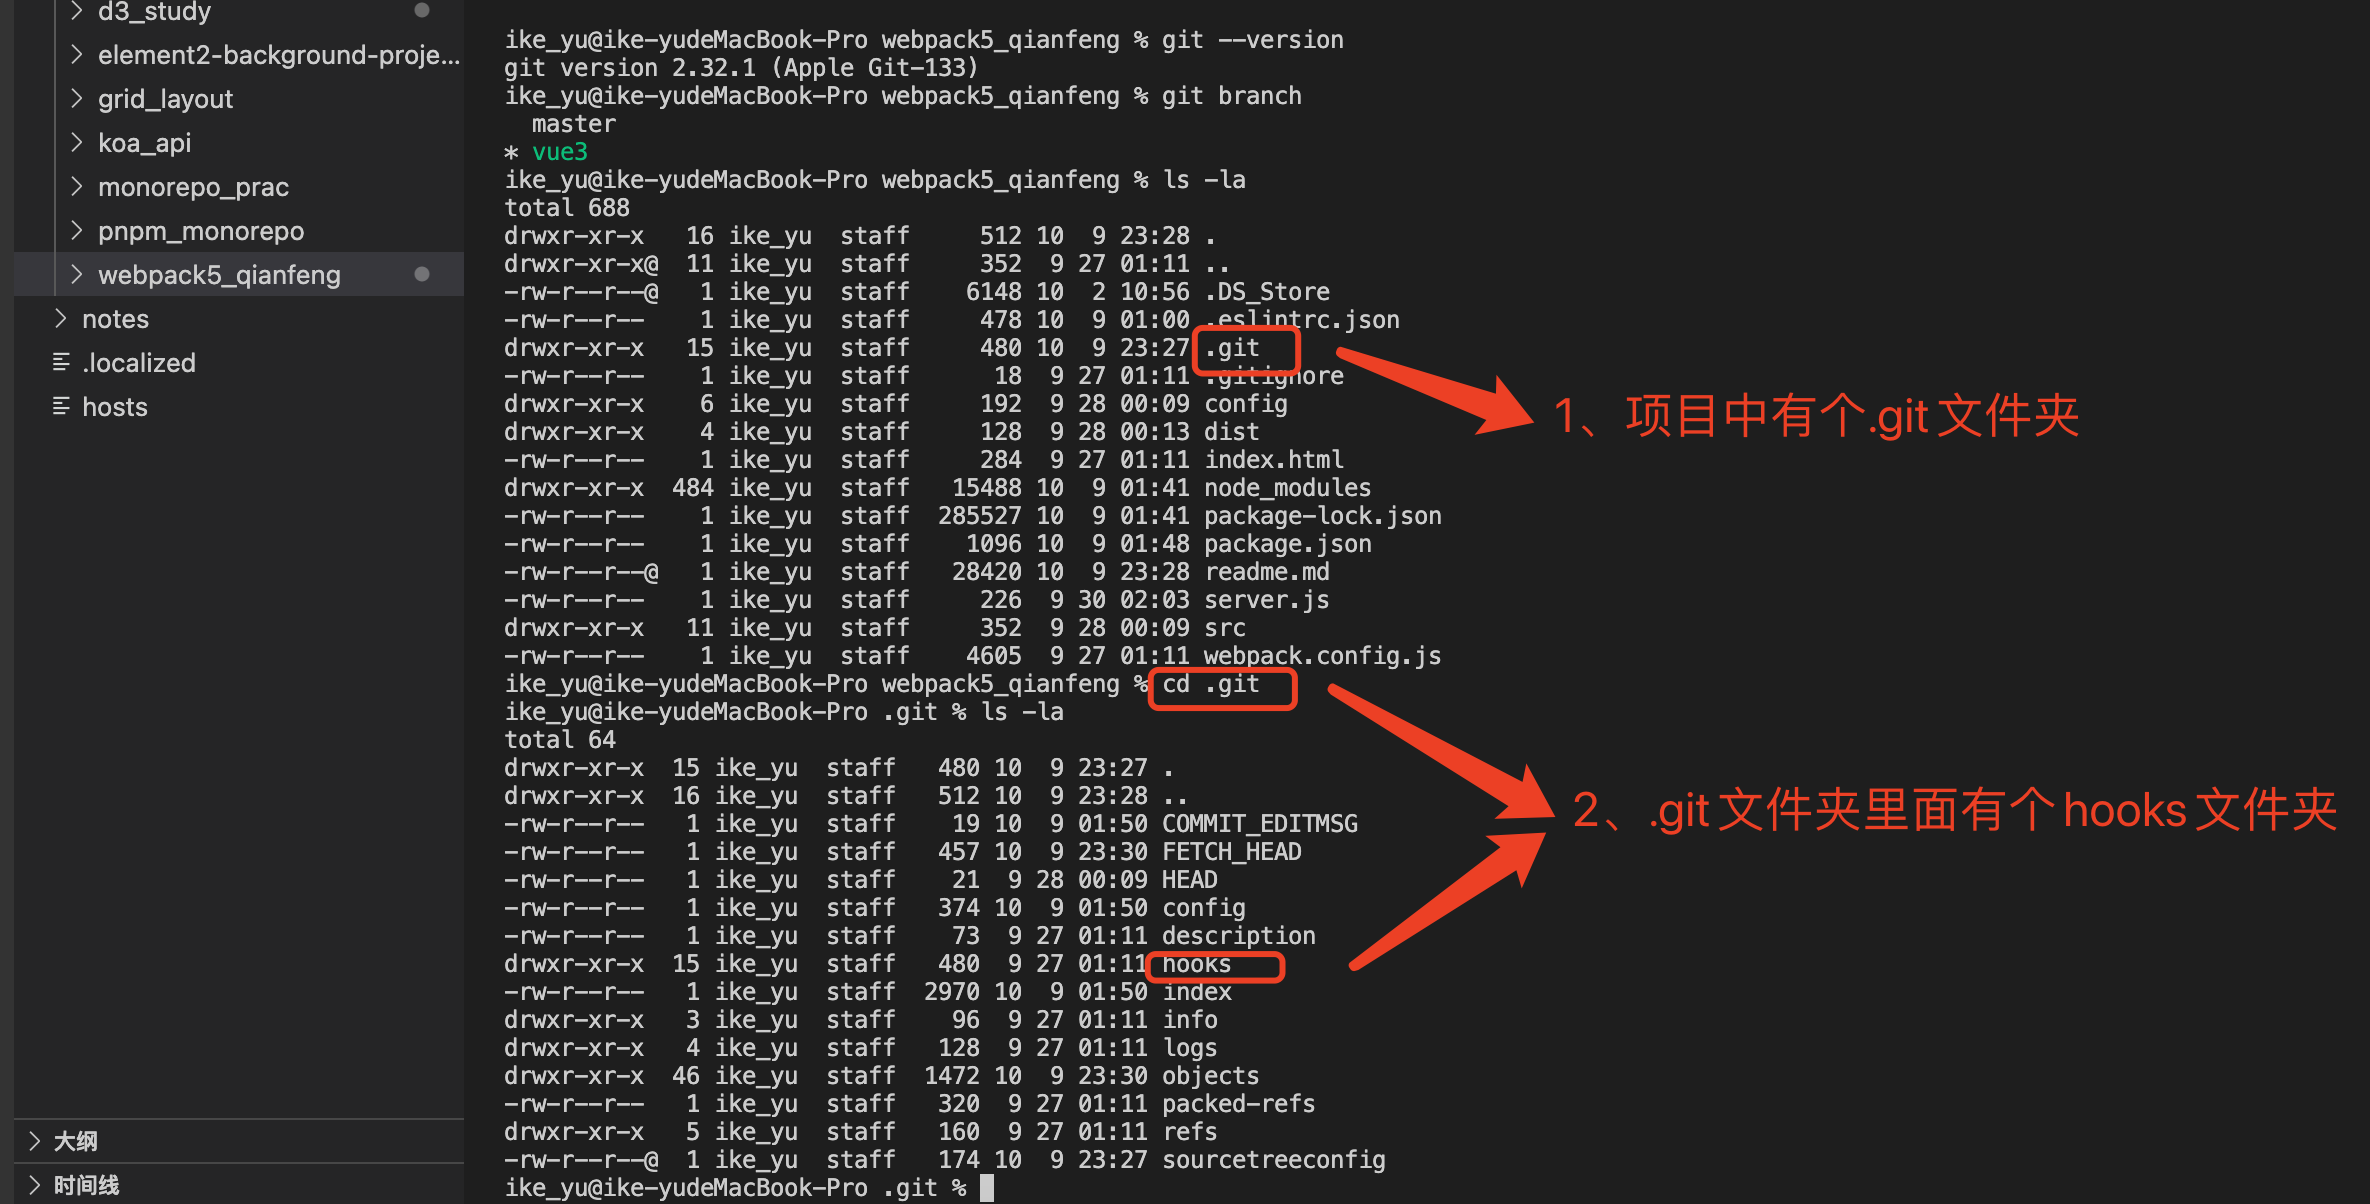 d3_study
element2-background-proje...
grid_layout
koa_api
monorepo_prac
pnpm_monorepo
webpack5_qianfeng
notes
.localized
hosts
大纲
时间线
ike_yu@ike-yudeMacBook-Pro webpack5_qianfeng % git --version
git version 2.32.1 (Apple Git-133)
ike_yu@ike-yudeMacBook-Pro webpack5_qianfeng % git branch
master
* vue3
ike_yu@ike-yudeMacBook-Pro webpack5_qianfeng % ls -la
total 688
drwxr-xr-x 16 ike_yu staff 512 10 9 23:28 .
drwxr-xr-x@ 11 ike_yu staff 352 9 27 01:11 ..
-rw-r--r--@ 1 ike_yu staff 6148 10 2 10:56 .DS_Store
-rw-r--r-- 1 ike_yu staff 478 10 9 01:00 .eslintrc.json
drwxr-xr-x 15 ike_yu staff 480 10 9 23:27 .git
-rw-r--r-- 1 ike_yu staff 18 9 27 01:11 .gitignore
drwxr-xr-x 6 ike_yu staff 192 9 28 00:09 config
drwxr-xr-x 4 ike_yu staff 128 9 28 00:13 dist
-rw-r--r-- 1 ike_yu staff 284 9 27 01:11 index.html
drwxr-xr-x 484 ike_yu staff 15488 10 9 01:41 node_modules
-rw-r--r-- 1 ike_yu staff 285527 10 9 01:41 package-lock.json
-rw-r--r-- 1 ike_yu staff 1096 10 9 01:48 package.json
-rw-r--r--@ 1 ike_yu staff 28420 10 9 23:28 readme.md
-rw-r--r-- 1 ike_yu staff 226 9 30 02:03 server.js
drwxr-xr-x 11 ike_yu staff 352 9 28 00:09 src
-rw-r--r-- 1 ike_yu staff 4605 9 27 01:11 webpack.config.js
ike_yu@ike-yudeMacBook-Pro webpack5_qianfeng % cd .git
ike_yu@ike-yudeMacBook-Pro .git % ls -la
total 64
drwxr-xr-x 15 ike_yu staff 480 10 9 23:27 .
drwxr-xr-x 16 ike_yu staff 512 10 9 23:28 ..
-rw-r--r-- 1 ike_yu staff 19 10 9 01:50 COMMIT_EDITMSG
-rw-r--r-- 1 ike_yu staff 457 10 9 23:30 FETCH_HEAD
-rw-r--r-- 1 ike_yu staff 21 9 28 00:09 HEAD
-rw-r--r-- 1 ike_yu staff 374 10 9 01:50 config
-rw-r--r-- 1 ike_yu staff 73 9 27 01:11 description
drwxr-xr-x 15 ike_yu staff 480 9 27 01:11 hooks
-rw-r--r-- 1 ike_yu staff 2970 10 9 01:50 index
drwxr-xr-x 3 ike_yu staff 96 9 27 01:11 info
drwxr-xr-x 4 ike_yu staff 128 9 27 01:11 logs
drwxr-xr-x 46 ike_yu staff 1472 10 9 23:30 objects
-rw-r--r-- 1 ike_yu staff 320 9 27 01:11 packed-refs
drwxr-xr-x 5 ike_yu staff 160 9 27 01:11 refs
-rw-r--r--@ 1 ike_yu staff 174 10 9 23:27 sourcetreeconfig
ike_yu@ike-yudeMacBook-Pro .git %
1、项目中有个.git文件夹
2、.git文件夹里面有个hooks文件夹